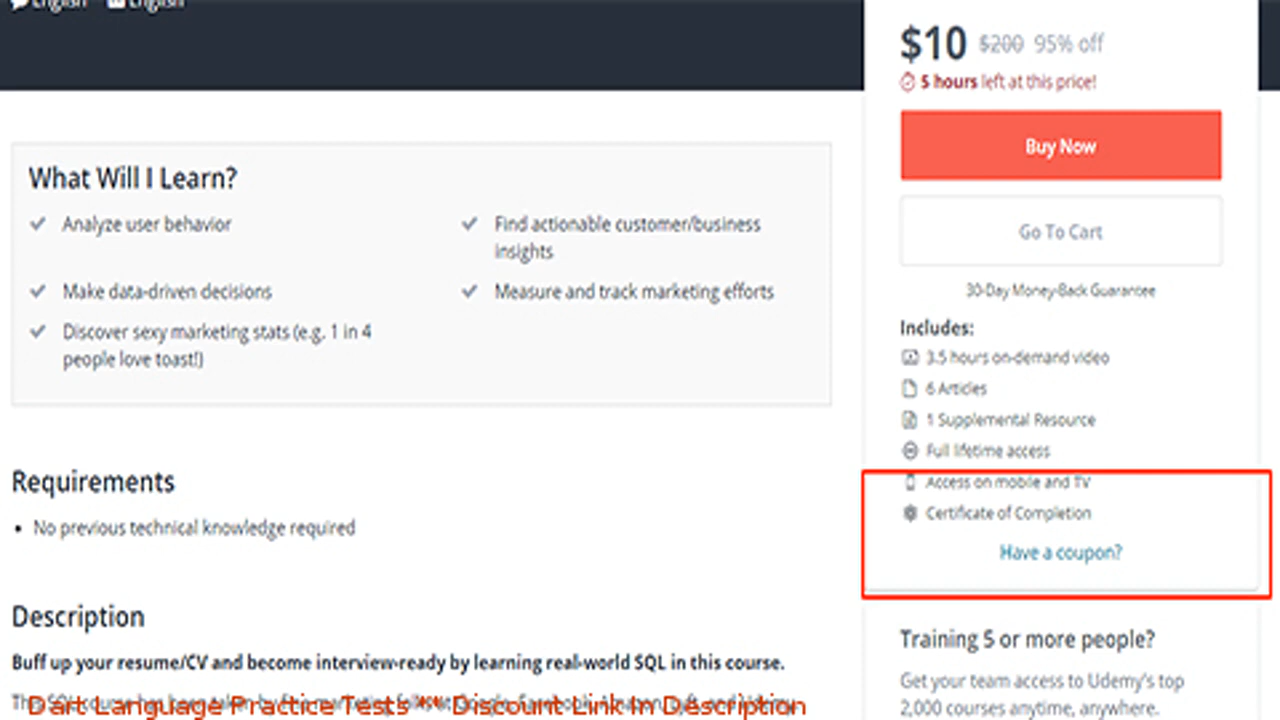 English English
$10 $200 95% off
5 hours left at this price!
Buy Now
Go To Cart
30-Day Money-Back Guarantee
Includes:
3.5 hours on-demand video
6 Articles
1 Supplemental Resource
Full lifetime access
Access on mobile and TV
Certificate of Completion
Have a coupon?
Training 5 or more people?
Get your team access to Udemy's top
2,000 courses anytime, anywhere.
What Will I Learn?
Analyze user behavior
Find actionable customer/business
insights
Make data-driven decisions
Measure and track marketing efforts
Discover sexy marketing stats (e.g. 1 in 4
people love toast!)
Requirements
No previous technical knowledge required
Description
Buff up your resume/CV and become interview-ready by learning real-world SQL in this course.
Dart Language Practice Tests ** Discount Link In Description